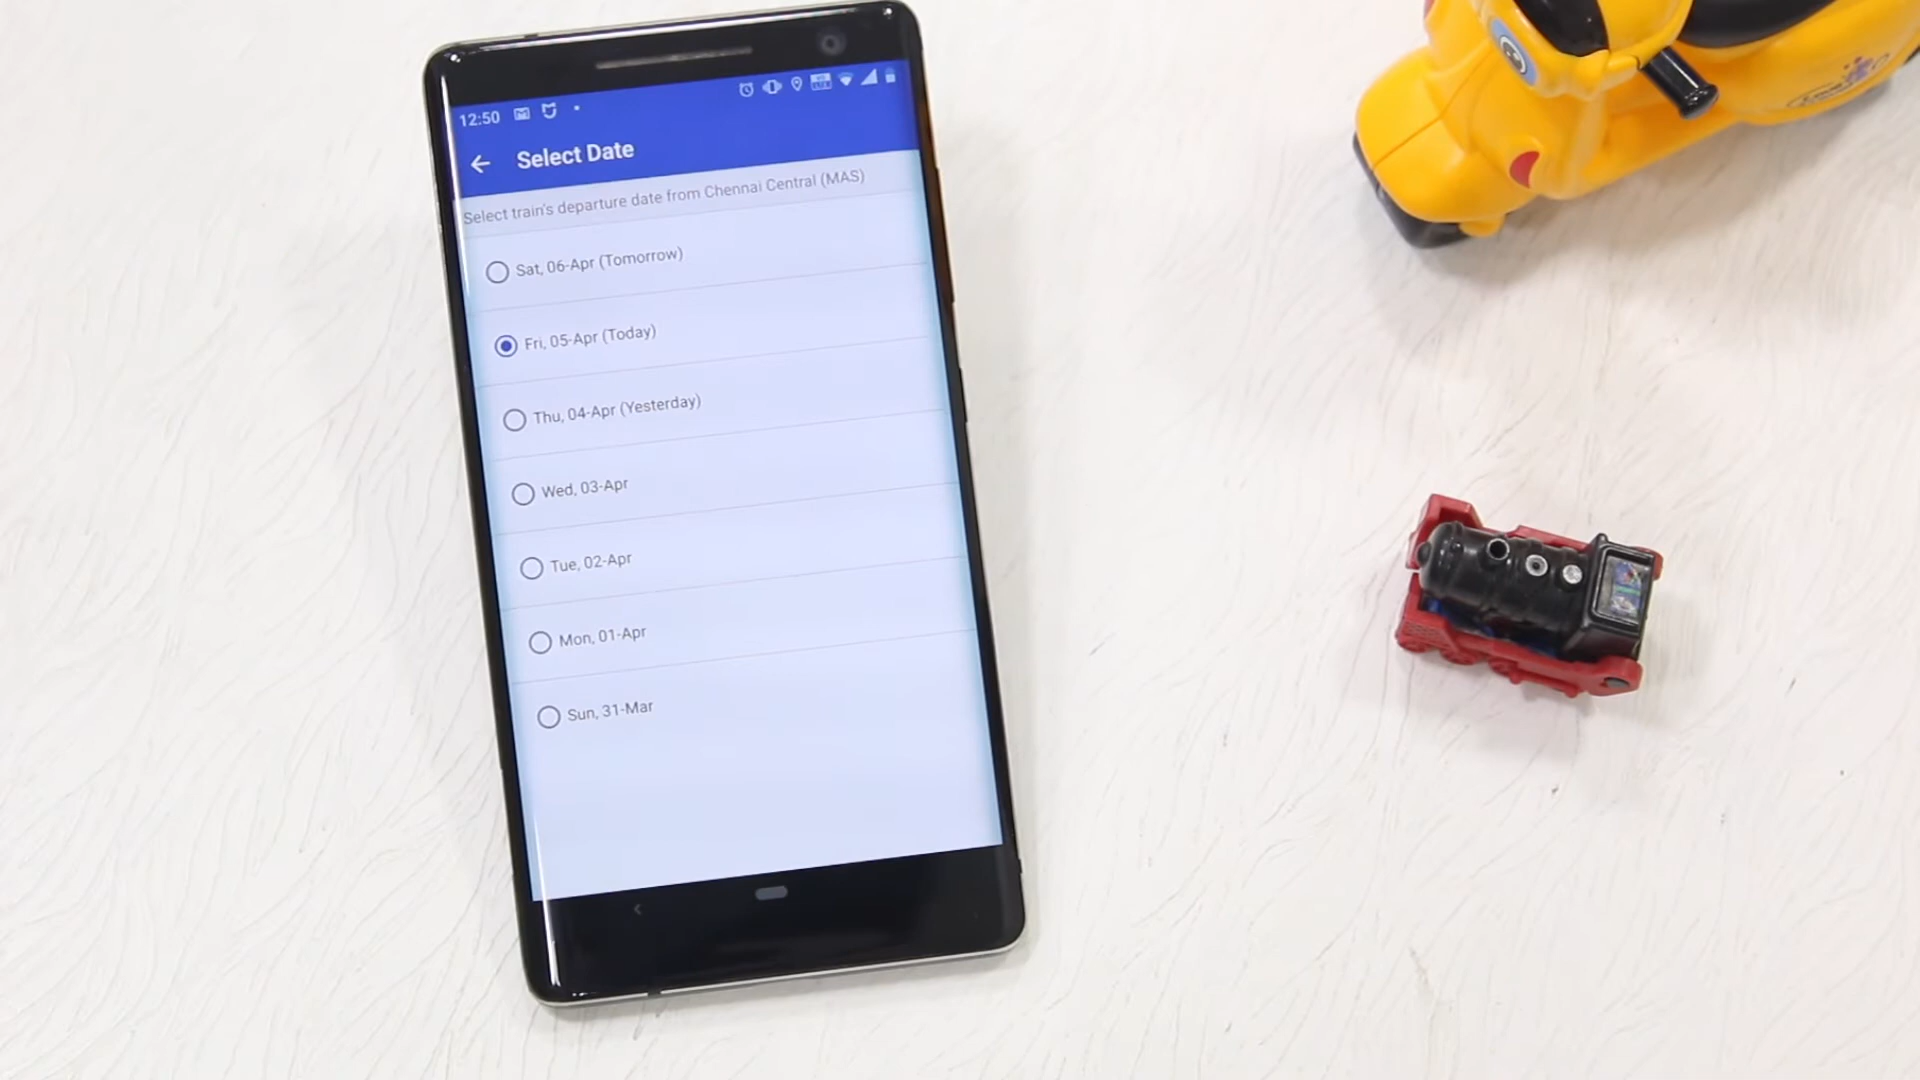 12:50
Select Date
Select train's departure date from Chennai Central (MAS)
Sat, 06-Apr (Tomorrow)
Fri, 05-Apr (Today)
Thu, 04-Apr (Yesterday)
Wed, 03-Apr
Tue, 02-Apr
Mon, 01-Apr
Sun, 31-Mar